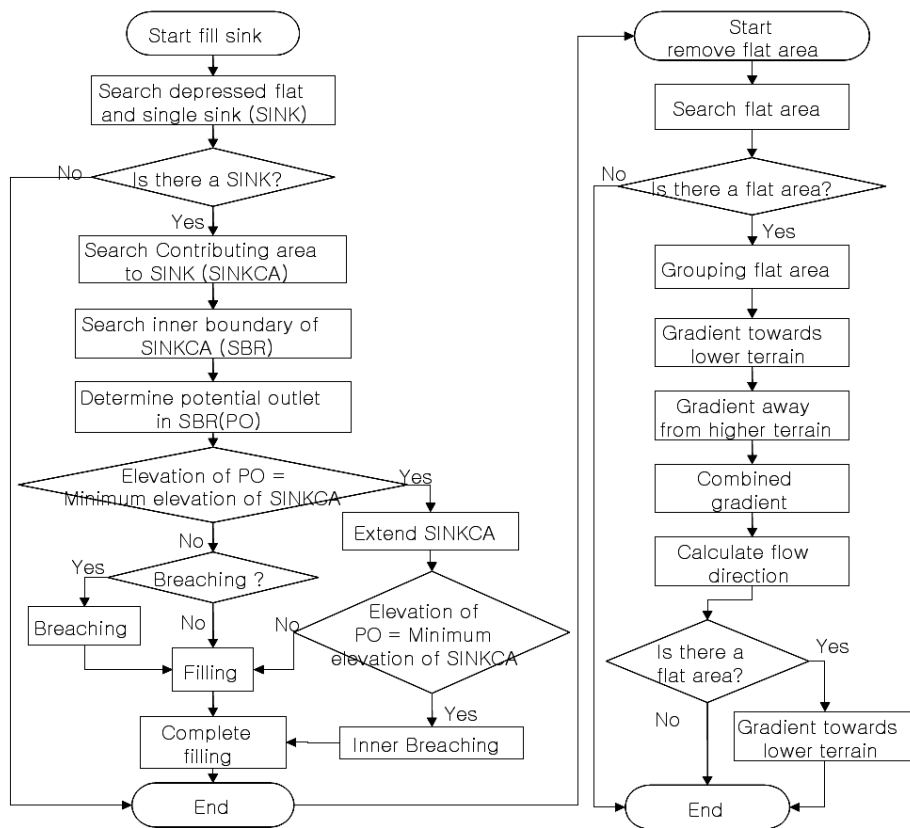 Start fill sink
Search depressed flat
and single sink (SINK)
No
Is there a SINK?
Yes
Search Contributing area
to SINK (SINKCA)
Search inner boundary of
SINKCA (SBR)
Determine potential outlet
in SBR(PO)
Elevation of PO =
Minimum elevation of SINKCA
Yes
Extend SINKCA
No
Yes
Breaching ?
Breaching
No
No
Elevation of
PO = Minimum
elevation of SINKCA
Filling
Yes
Complete
filling
Inner Breaching
End
Start
remove flat area
Search flat area
No
Is there a flat area?
Yes
Grouping flat area
Gradient towards
lower terrain
Gradient away
from higher terrain
Combined
gradient
Calculate flow
direction
Is there a
flat area?
Yes
No
Gradient towards
lower terrain
End